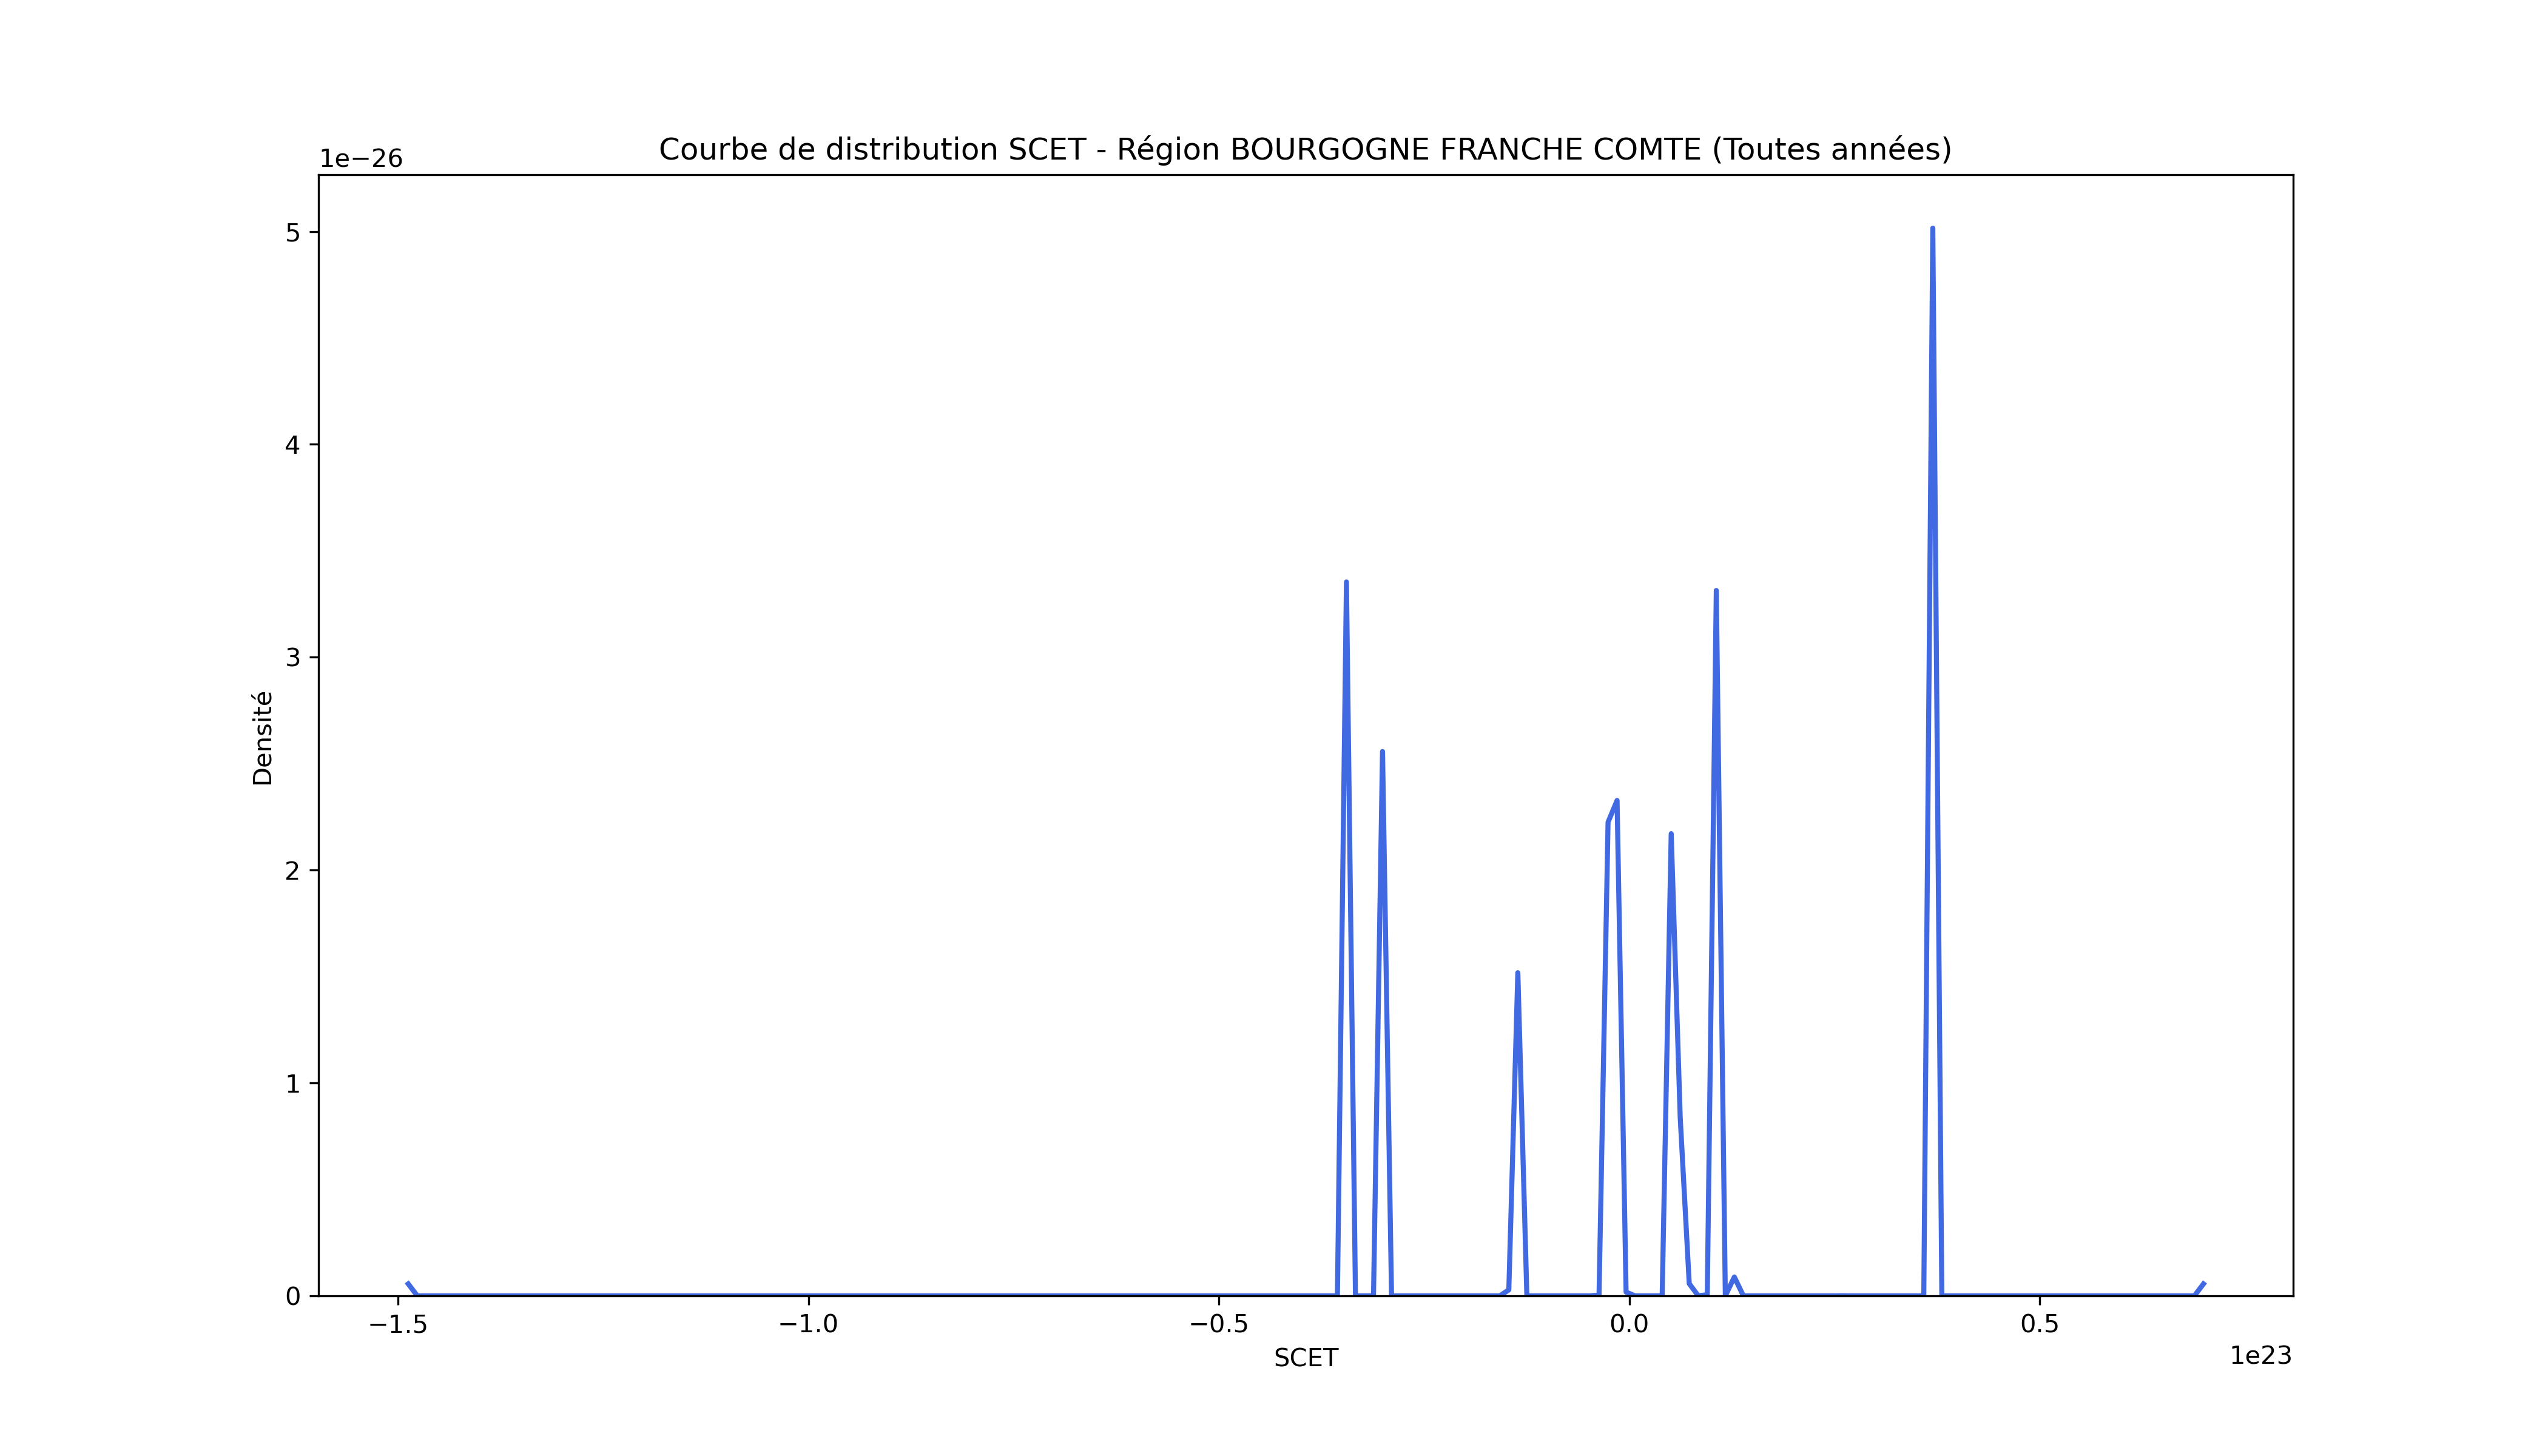 Courbe de distribution SCET - Région BOURGOGNE FRANCHE COMTE (Toutes années)
1e−26
5
4
3
2
1
0
Densité
−1.5 −1.0 −0.5 0.0 0.5
SCET
1e23